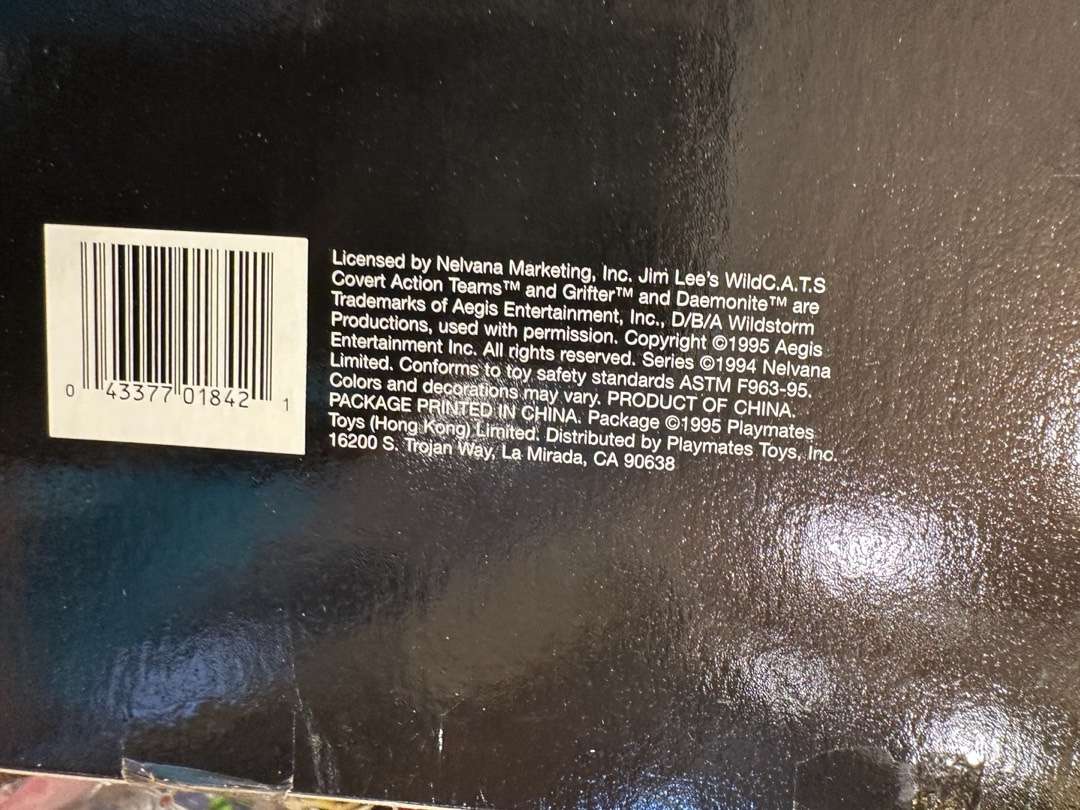 0 43377 01842 1
Licensed by Nelvana Marketing, Inc. Jim Lee's WildC.A.T.S
Covert Action Teams™ and Grifter™ and Daemonite™ are
Trademarks of Aegis Entertainment, Inc., D/B/A Wildstorm
Productions, used with permission. Copyright ©1995 Aegis
Entertainment Inc. All rights reserved. Series ©1994 Nelvana
Limited. Conforms to toy safety standards ASTM F963-95.
Colors and decorations may vary. PRODUCT OF CHINA.
PACKAGE PRINTED IN CHINA. Package ©1995 Playmates
Toys (Hong Kong) Limited. Distributed by Playmates Toys, Inc.
16200 S. Trojan Way, La Mirada, CA 90638